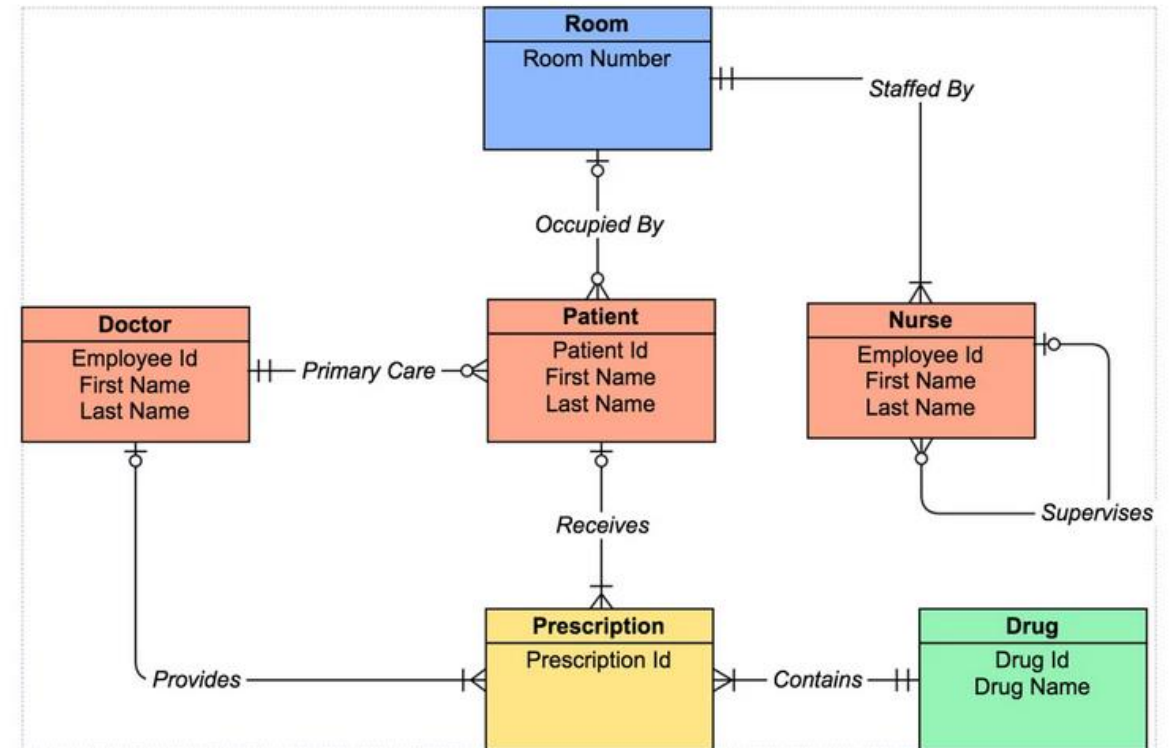 Room
Room Number
Staffed By
Occupied By
Doctor
Employee Id
First Name
Last Name
Primary Care
Patient
Patient Id
First Name
Last Name
Nurse
Employee Id
First Name
Last Name
Supervises
Receives
Provides
Prescription
Prescription Id
Contains
Drug
Drug Id
Drug Name